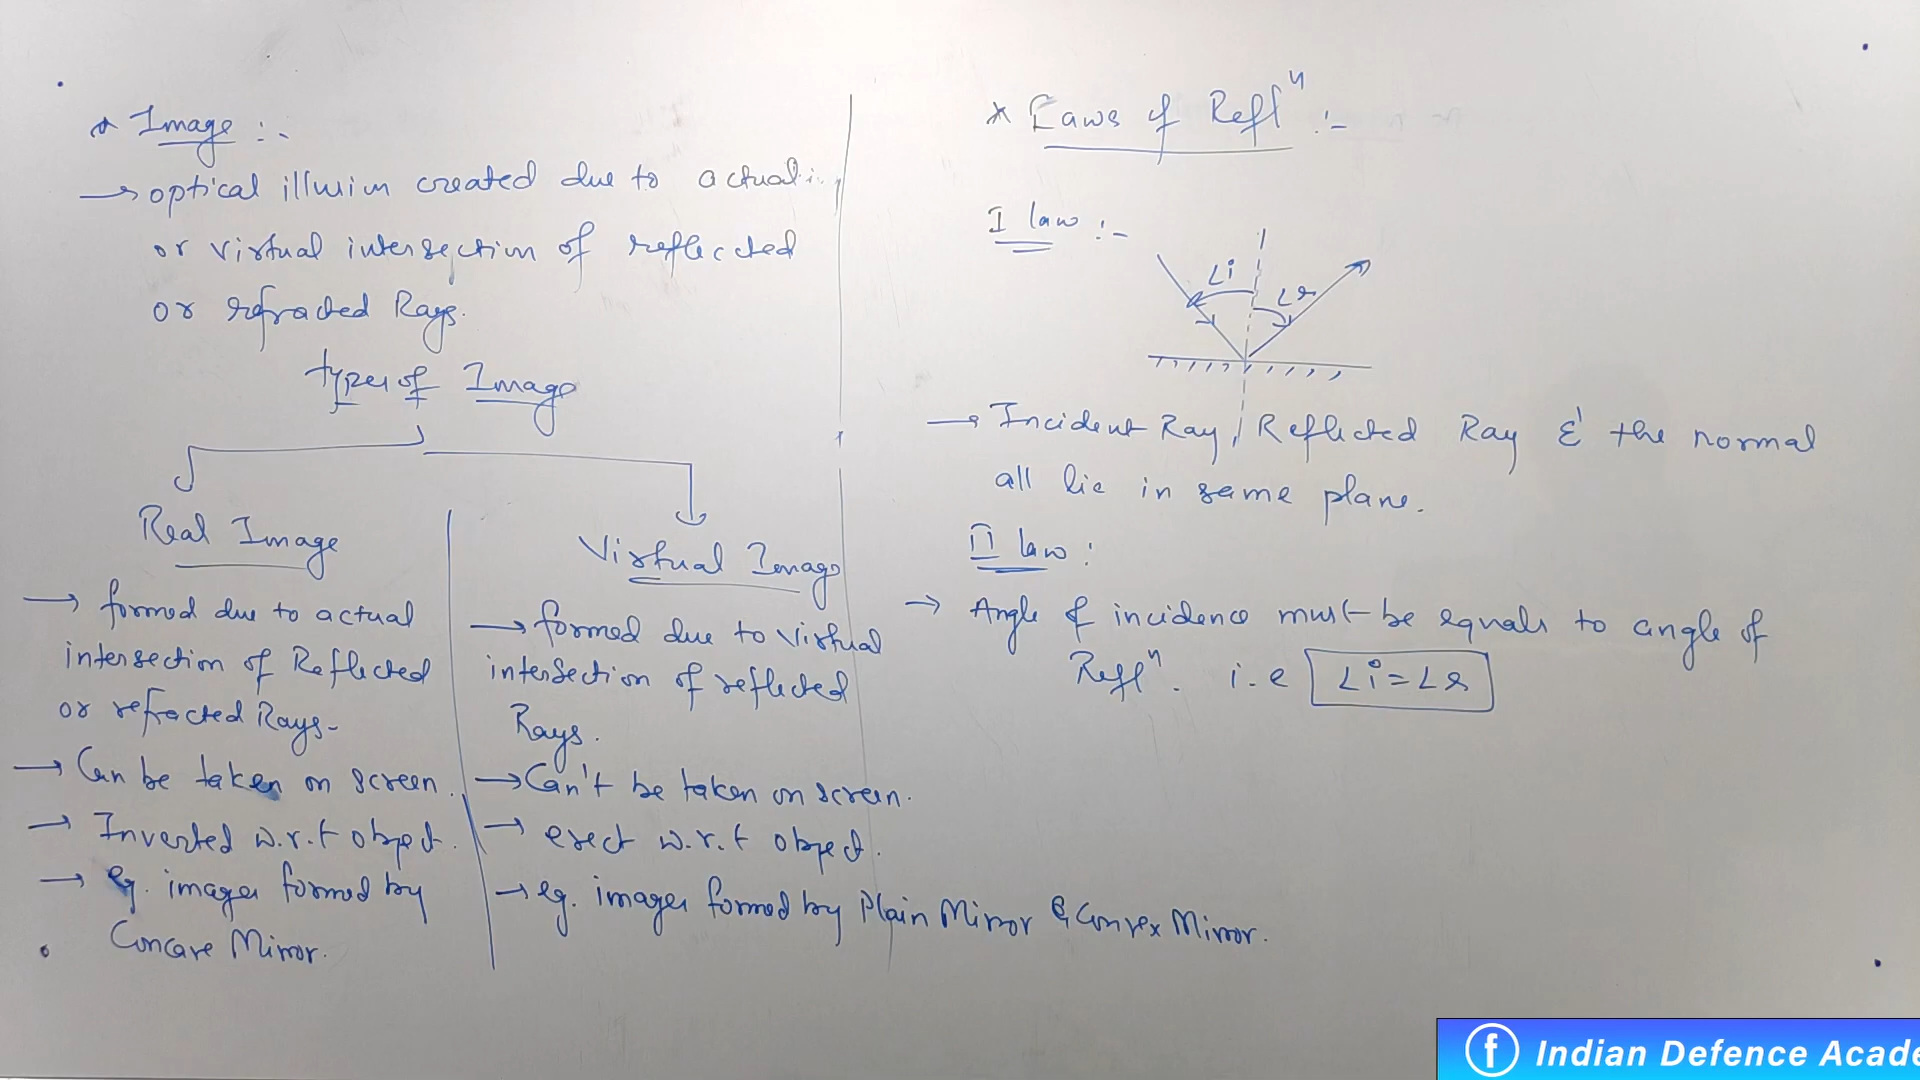 * Image :-
→ optical illusion created due to actual
or virtual intersection of reflected
or refracted Rays.
types of Image
Real Image
→ formed due to actual
intersection of Reflected
or refracted Rays-
→ Can be taken on screen.
→ Inverted w.r.t object.
→ eg. images formed by
Concave Mirror.
Virtual Image
→ formed due to virtual
intersection of reflected
Rays.
→ Can't be taken on screen.
→ erect w.r.t object.
→ eg. images formed by Plain Mirror & Convex Mirror.
* Laws of Reflⁿ :-
I law :-
∠i
∠r
→ Incident Ray, Reflected Ray & the normal
all lie in same plane.
II law :
→ Angle of incidence must be equals to angle of
Reflⁿ. i.e ∠i = ∠r
f Indian Defence Acade